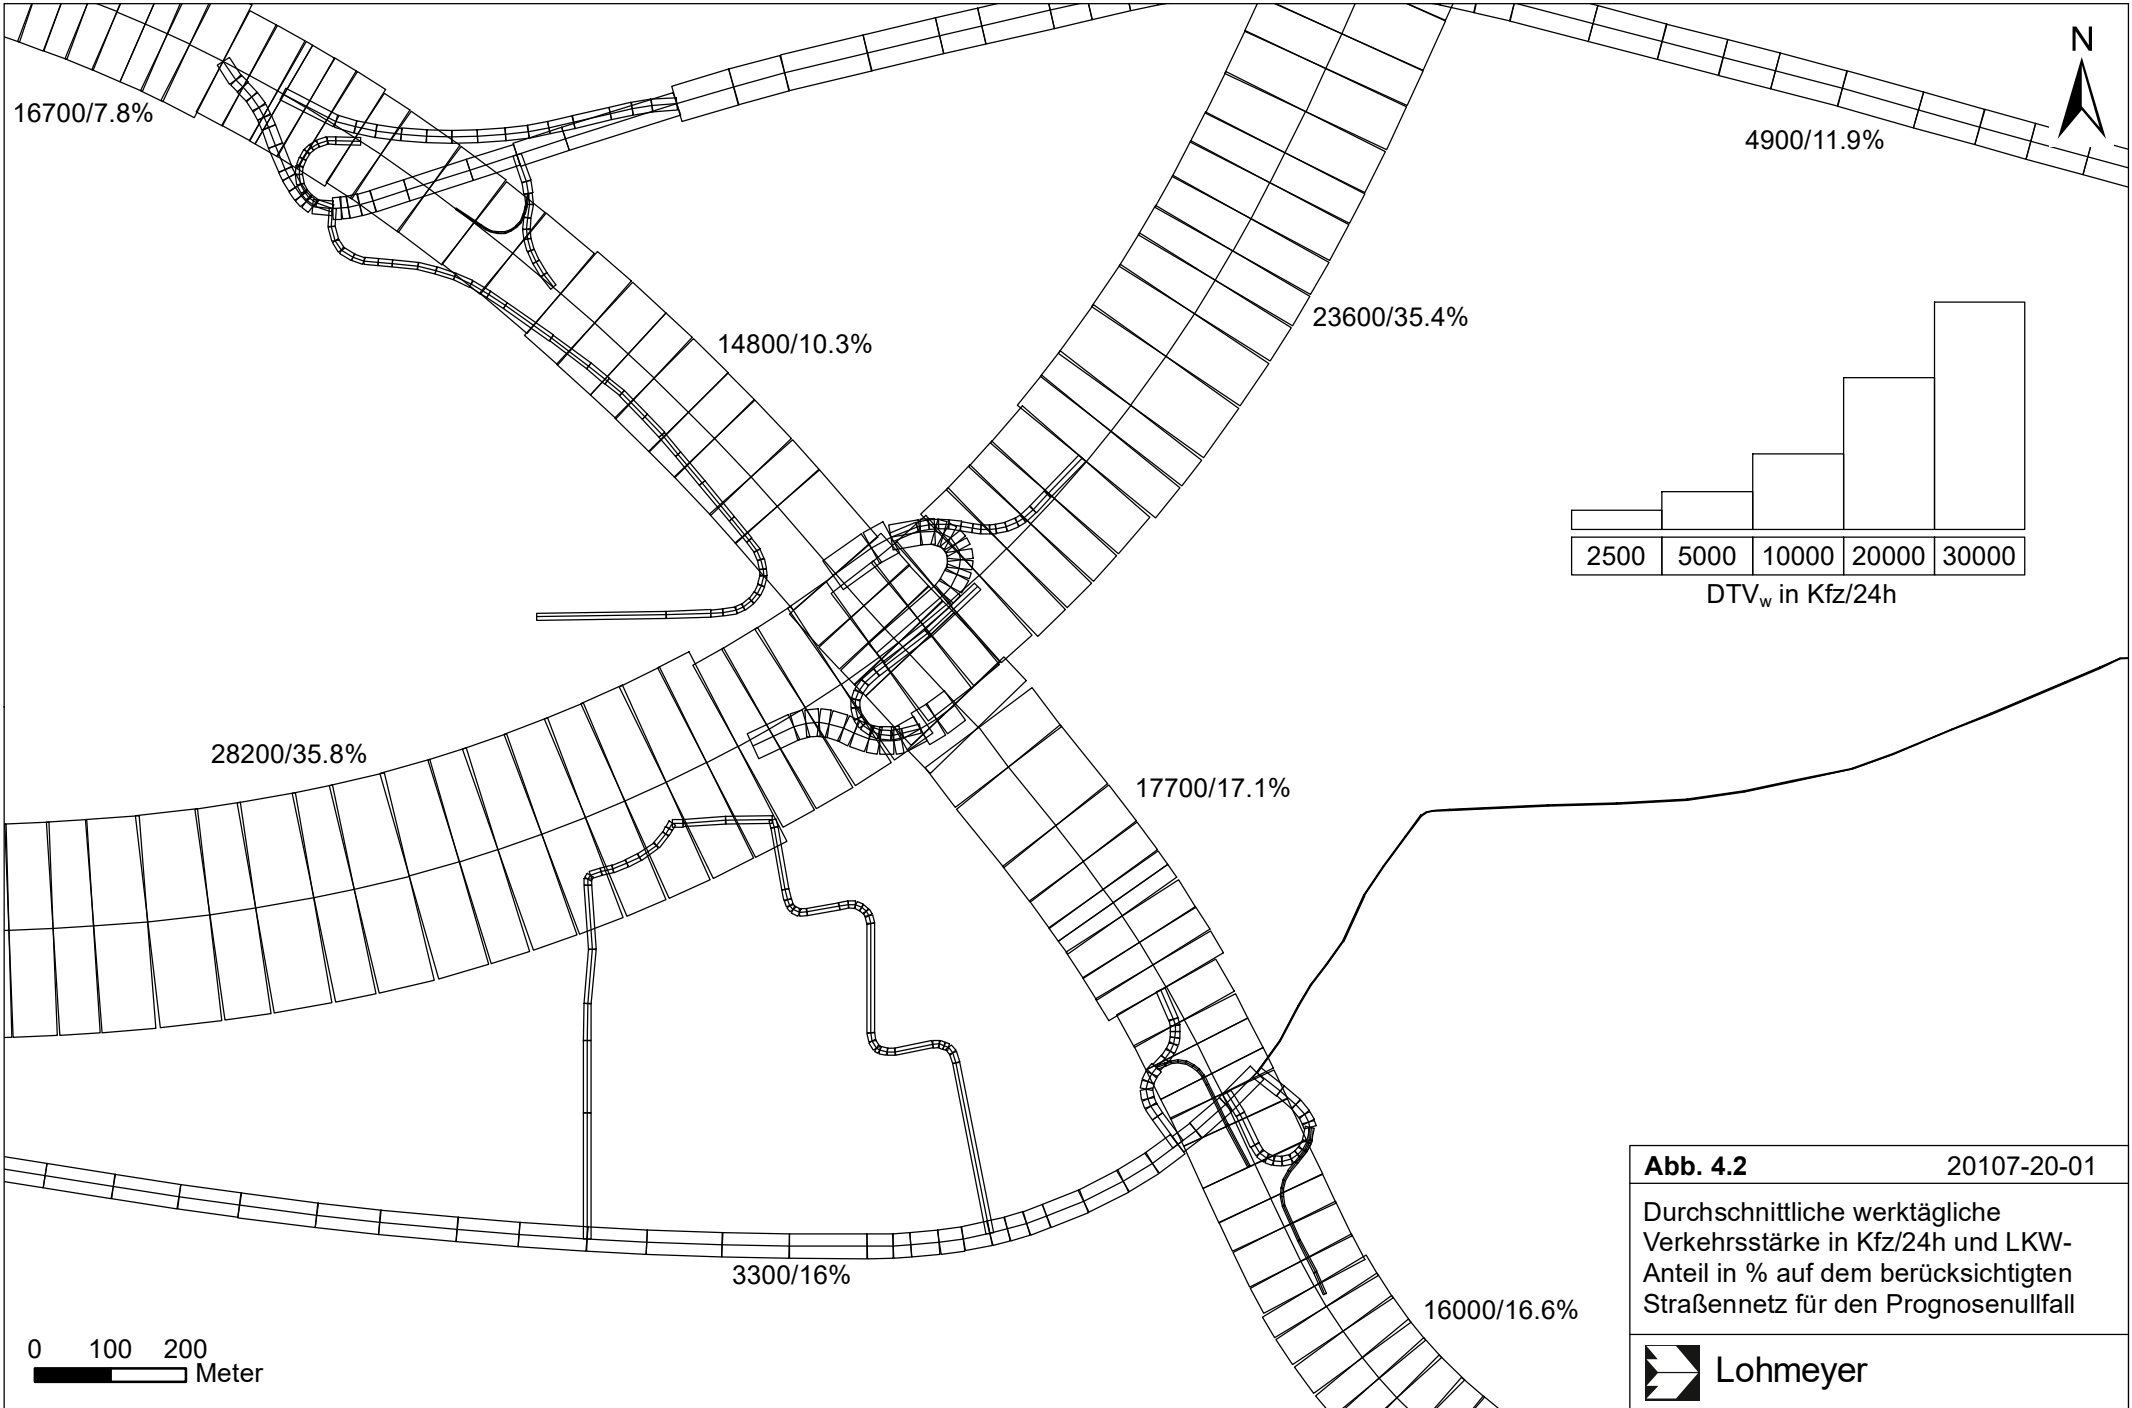 N
16700/7.8%
4900/11.9%
23600/35.4%
14800/10.3%
2500 5000 10000 20000 30000
DTVw in Kfz/24h
28200/35.8%
17700/17.1%
3300/16%
16000/16.6%
0 100 200
Meter
Abb. 4.2 20107-20-01
Durchschnittliche werktägliche
Verkehrsstärke in Kfz/24h und LKW-
Anteil in % auf dem berücksichtigten
Straßennetz für den Prognosenullfall
Lohmeyer